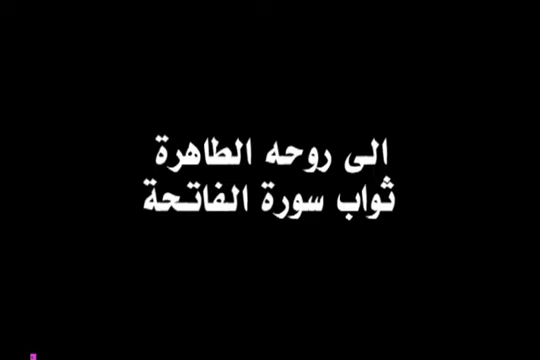 الى روحه الطاهرة
ثواب سورة الفاتحة